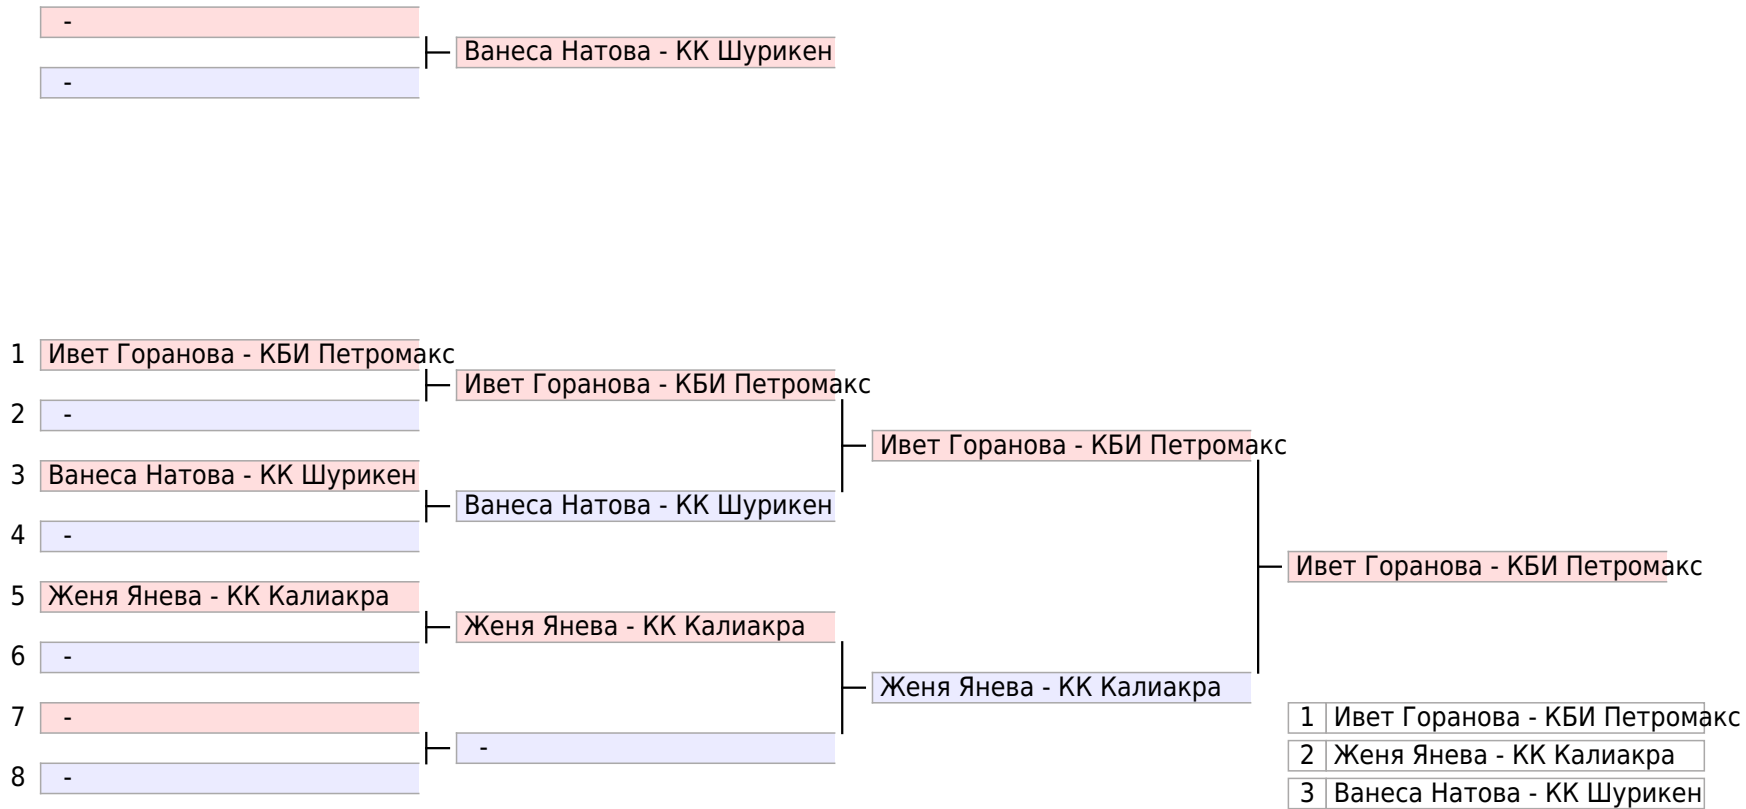 -
Ванеса Натова - КК Шурикен
-
1 Ивет Горанова - КБИ Петромакс
Ивет Горанова - КБИ Петромакс
2 -
Ивет Горанова - КБИ Петромакс
3 Ванеса Натова - КК Шурикен
Ванеса Натова - КК Шурикен
4 -
Ивет Горанова - КБИ Петромакс
5 Женя Янева - КК Калиакра
Женя Янева - КК Калиакра
6 -
Женя Янева - КК Калиакра
7 -
-
8 -
1 Ивет Горанова - КБИ Петромакс
2 Женя Янева - КК Калиакра
3 Ванеса Натова - КК Шурикен